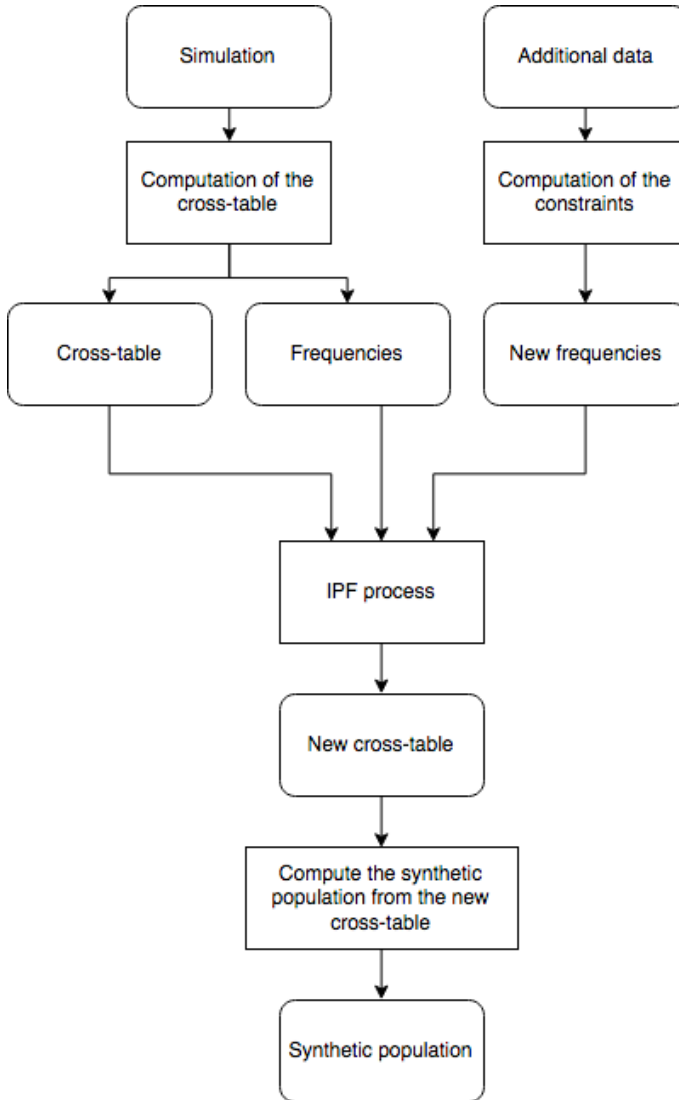 Simulation
Additional data
Computation of the
cross-table
Computation of the
constraints
Cross-table
Frequencies
New frequencies
IPF process
New cross-table
Compute the synthetic
population from the new
cross-table
Synthetic population